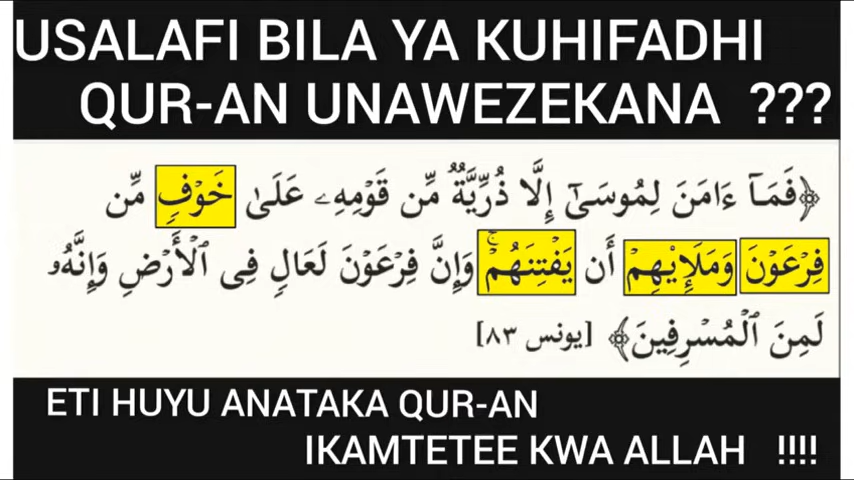 USALAFI BILA YA KUHIFADHI
QUR-AN UNAWEZEKANA ???
﴿فَمَآ ءَامَنَ لِمُوسَىٰٓ إِلَّا ذُرِّيَّةٌ مِّن قَوْمِهِۦ عَلَىٰ خَوْفٍ مِّن
فِرْعَوْنَ وَمَلَإِيْهِمْ أَن يَفْتِنَهُمْۚ وَإِنَّ فِرْعَوْنَ لَعَالٍ فِى ٱلْأَرْضِ وَإِنَّهُۥ
لَمِنَ ٱلْمُسْرِفِينَ﴾ [يونس ٨٣]
ETI HUYU ANATAKA QUR-AN
IKAMTETEE KWA ALLAH !!!!